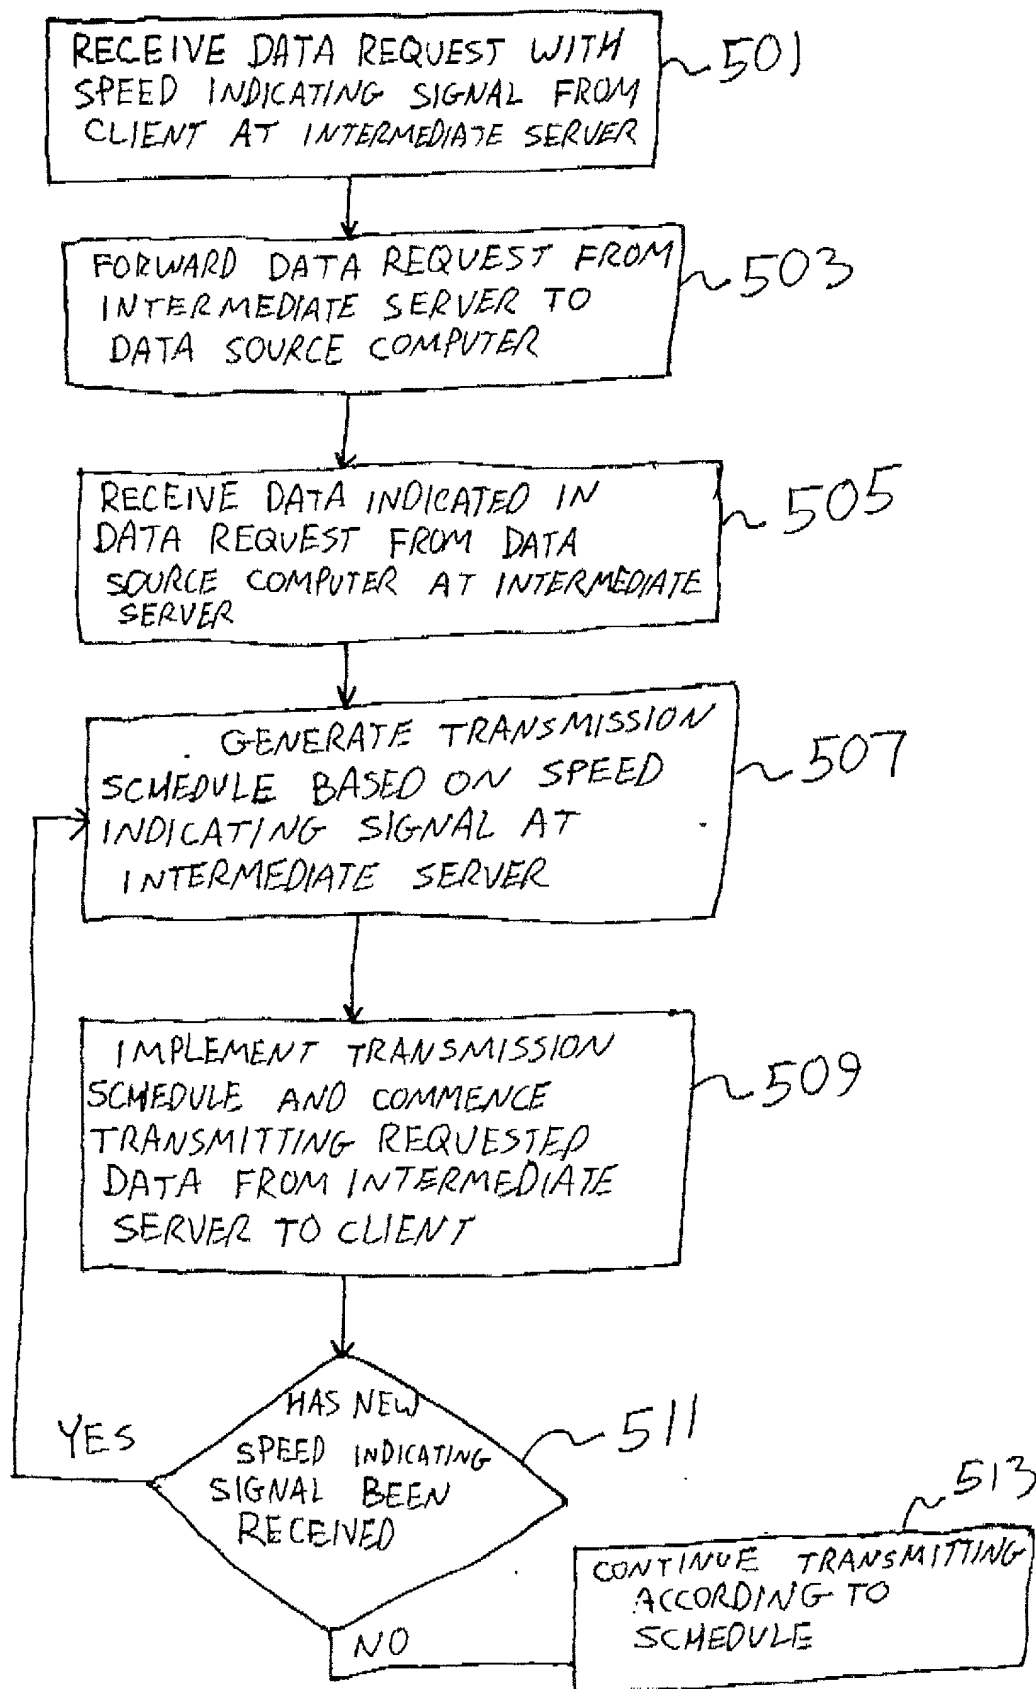 RECEIVE DATA REQUEST WITH
SPEED INDICATING SIGNAL FROM
CLIENT AT INTERMEDIATE SERVER
501
FORWARD DATA REQUEST FROM
INTERMEDIATE SERVER TO
DATA SOURCE COMPUTER
503
RECEIVE DATA INDICATED IN
DATA REQUEST FROM DATA
SOURCE COMPUTER AT INTERMEDIATE
SERVER
505
GENERATE TRANSMISSION
SCHEDULE BASED ON SPEED
INDICATING SIGNAL AT
INTERMEDIATE SERVER
507
IMPLEMENT TRANSMISSION
SCHEDULE AND COMMENCE
TRANSMITTING REQUESTED
DATA FROM INTERMEDIATE
SERVER TO CLIENT
509
HAS NEW
SPEED INDICATING
SIGNAL BEEN
RECEIVED
511
YES
NO
513
CONTINUE TRANSMITTING
ACCORDING TO
SCHEDULE